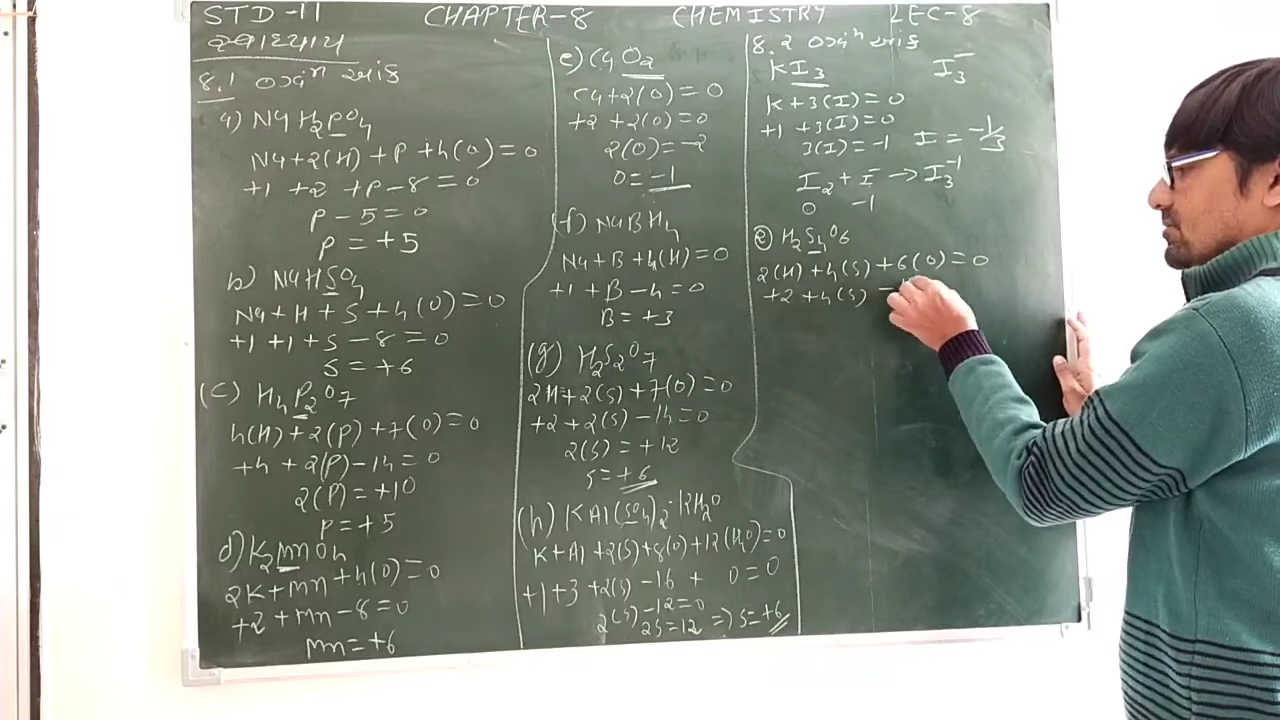 STD-11 CHAPTER-8 CHEMISTRY LEC-8
સ્વાધ્યાય
8.1
a) NaH2PO4
Na+2(H)+P+4(O)=0
+1 +2 +P-8=0
P-5=0
P=+5
b) NaHSO4
Na+H+S+4(O)=0
+1+1+S-8=0
S=+6
(C) H4P2O7
4(H)+2(P)+7(O)=0
+4+2(P)-14=0
2(P)=+10
P=+5
d) K2MnO4
2K+Mn+4(O)=0
+2+Mn-8=0
Mn=+6
e) CaO2
Ca+2(O)=0
+2+2(O)=0
2(O)=-2
O=-1
(f) NaBH4
Na+B+4(H)=0
+1+B-4=0
B=+3
(g) H2S2O7
2H+2(S)+7(O)=0
+2+2(S)-14=0
2(S)=+12
S=+6
(h) KAl(SO4)2·12H2O
K+Al+2(S)+8(O)+12(H2O)=0
+1+3+2(S)-16+0=0
2(S)-12=0
2S=12 => S=+6
8.2
KI3 I3-
K+3(I)=0
+1+3(I)=0
3(I)=-1 I=-1/3
I2+I-→I3-1
0 -1
(2) H2S4O6
2(H)+4(S)+6(O)=0
+2+4(S)-